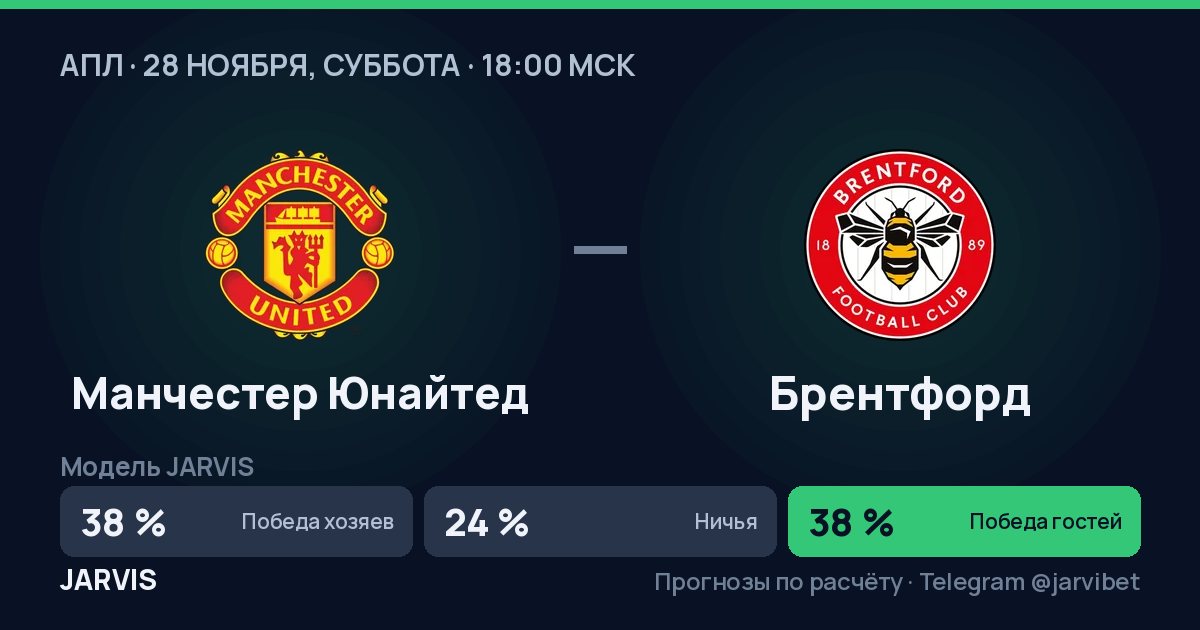 АПЛ · 28 НОЯБРЯ, СУББОТА · 18:00 МСК
MANCHESTER
UNITED
BRENTFORD
18 89
FOOTBALL CLUB
Манчестер Юнайтед
—
Брентфорд
Модель JARVIS
38 % Победа хозяев
24 % Ничья
38 % Победа гостей
JARVIS
Прогнозы по расчёту · Telegram @jarvibet